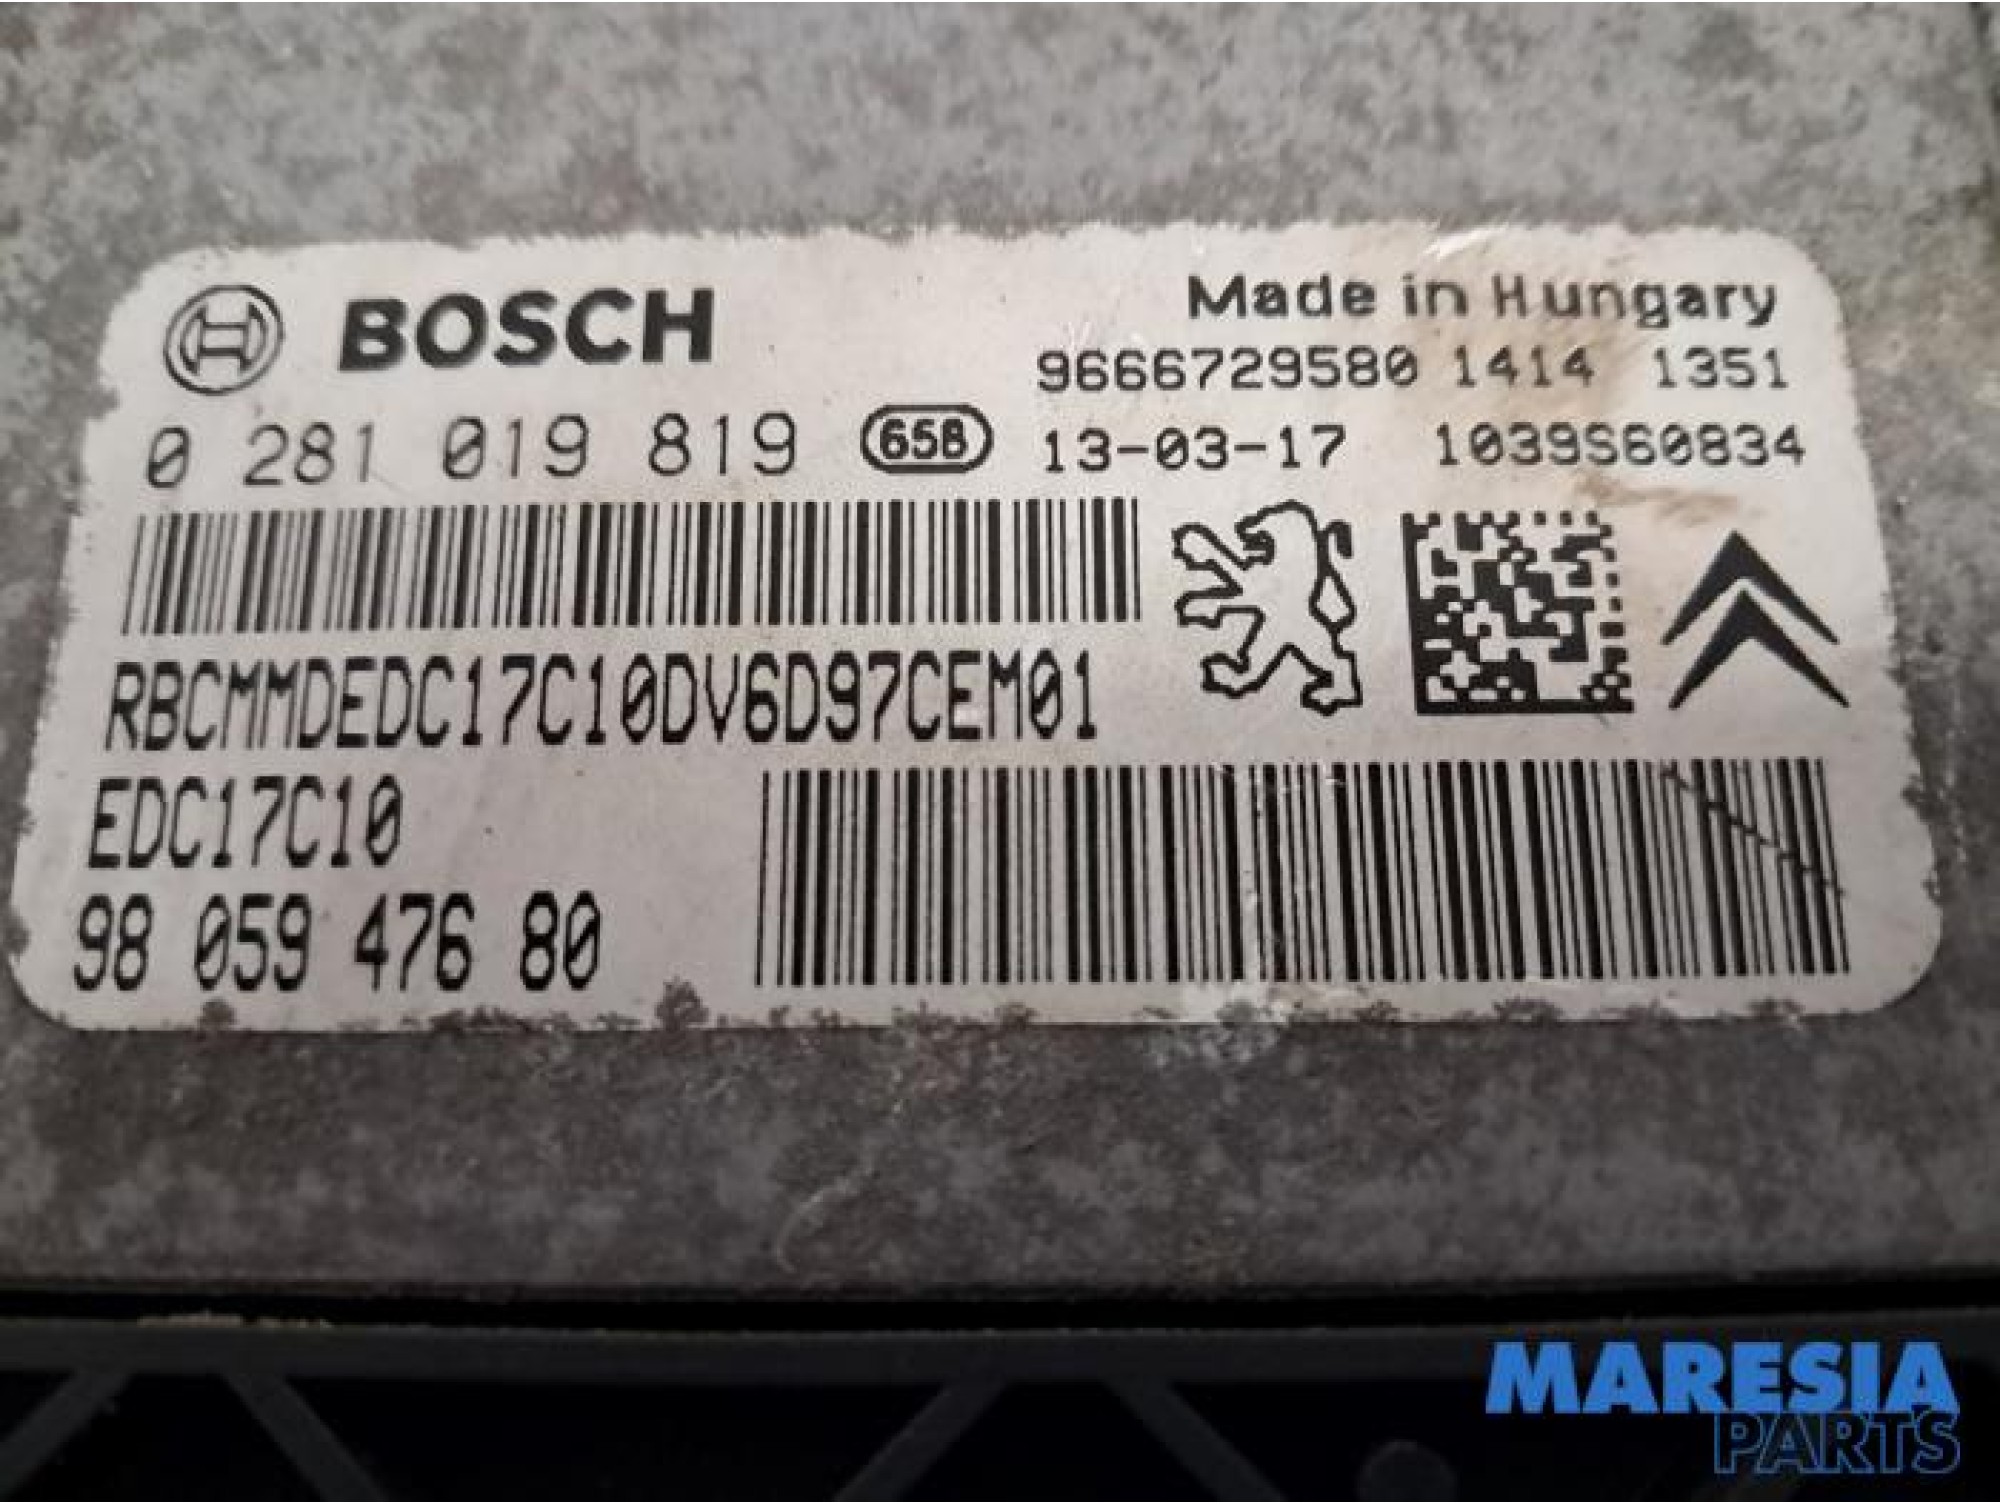 BOSCH
Made in Hungary
9666729580 1414 1351
0 281 019 819 658 13-03-17 1039S60834
RBCMMDEDC17C10DV6D97CEM01
EDC17C10
98 059 476 80
MARESIA
PARTS